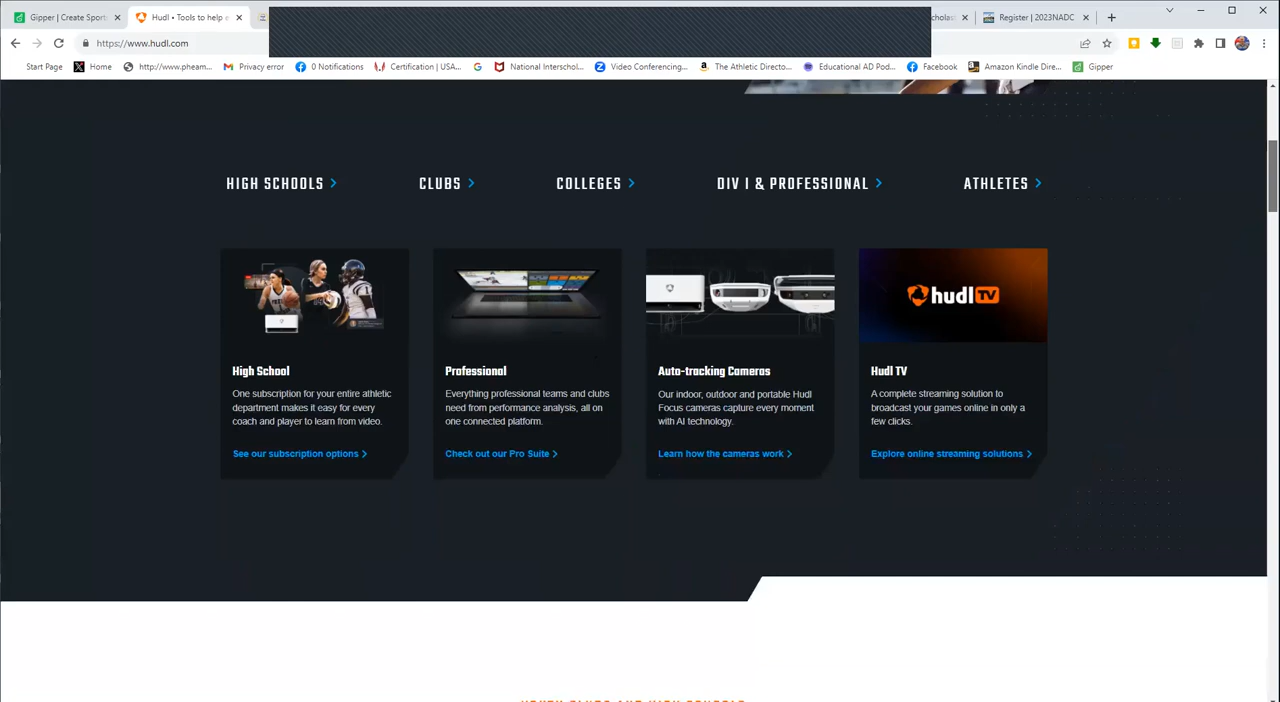 Gipper | Create Sport
Hudl • Tools to help e
cholas
Register | 2023NADC
https://www.hudl.com
Start Page
Home
http://www.pheam...
Privacy error
0 Notifications
Certification | USA...
National Interschol...
Video Conferencing...
The Athletic Directo...
Educational AD Pod...
Facebook
Amazon Kindle Dire...
Gipper
HIGH SCHOOLS
CLUBS
COLLEGES
DIV I & PROFESSIONAL
ATHLETES
hudl TV
High School
One subscription for your entire athletic
department makes it easy for every
coach and player to learn from video.
See our subscription options
Professional
Everything professional teams and clubs
need from performance analysis, all on
one connected platform.
Check out our Pro Suite
Auto-tracking Cameras
Our indoor, outdoor and portable Hudl
Focus cameras capture every moment
with AI technology.
Learn how the cameras work
Hudl TV
A complete streaming solution to
broadcast your games online in only a
few clicks.
Explore online streaming solutions